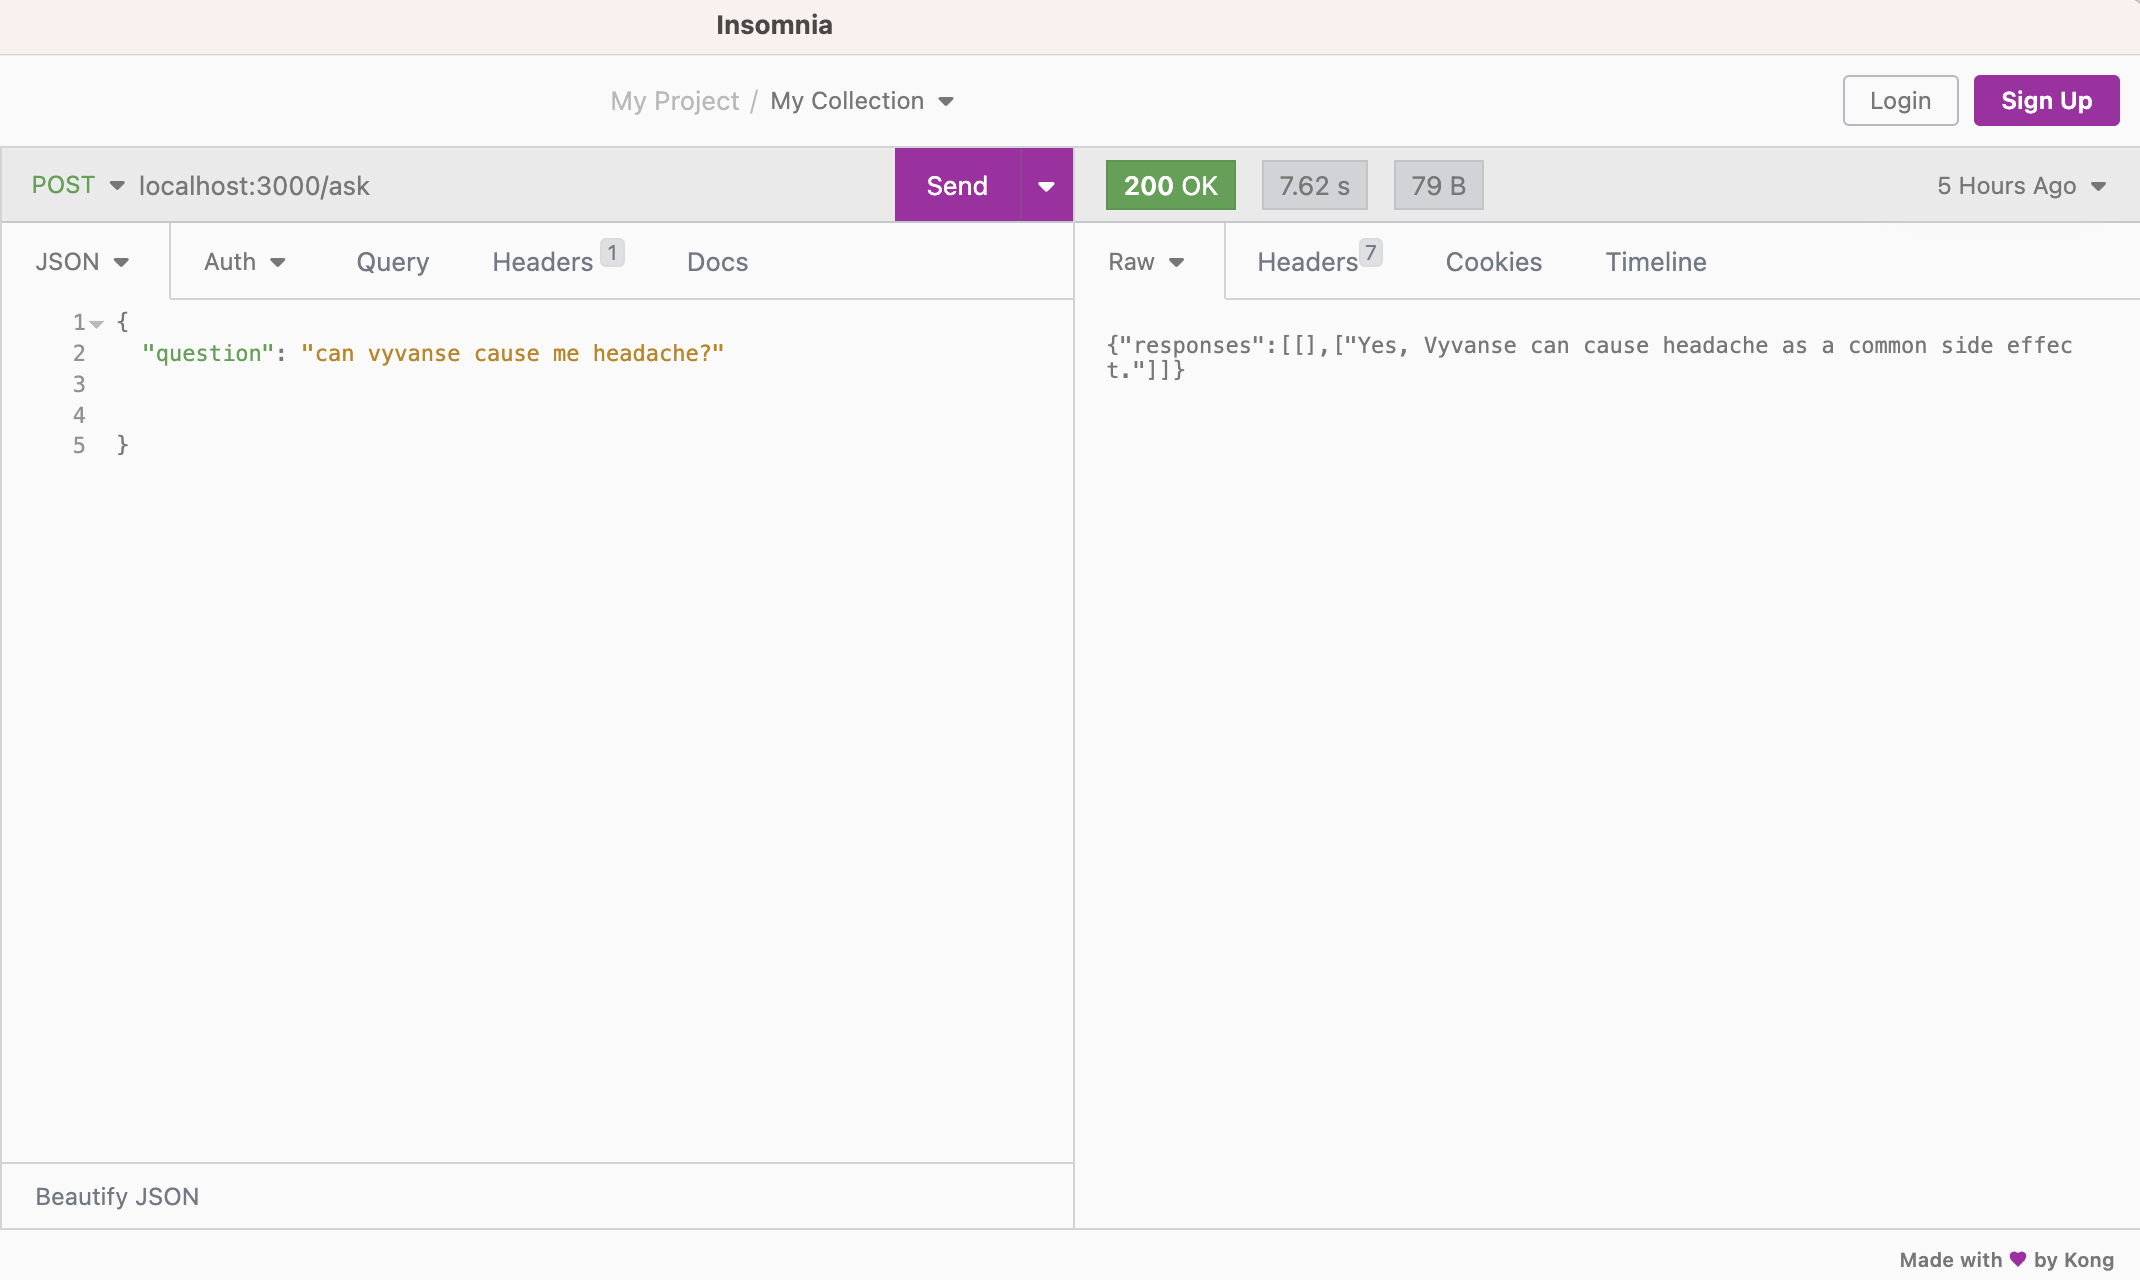 Insomnia
My Project / My Collection
Login
Sign Up
POST localhost:3000/ask
Send
200 OK
7.62 s
79 B
5 Hours Ago
JSON
Auth
Query
Headers 1
Docs
Raw
Headers 7
Cookies
Timeline
1 {
2 "question": "can vyvanse cause me headache?"
3
4
5 }
{"responses":[[],["Yes, Vyvanse can cause headache as a common side effec
t."]]}
Beautify JSON
Made with ♥ by Kong